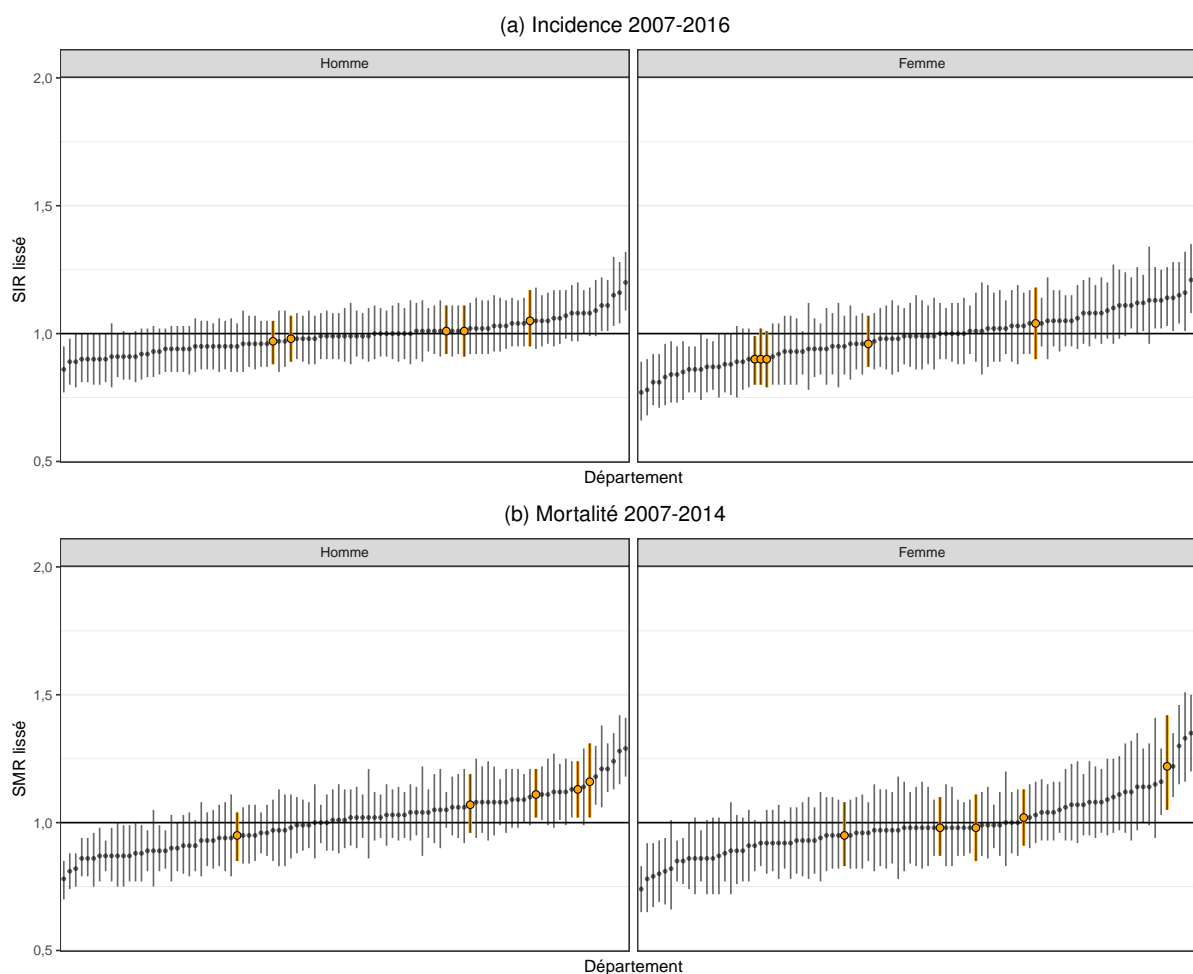 (a) Incidence 2007-2016
Homme
Femme
2,0
1,5
1,0
0,5
SIR lissé
Département
(b) Mortalité 2007-2014
Homme
Femme
2,0
1,5
1,0
0,5
SMR lissé
Département